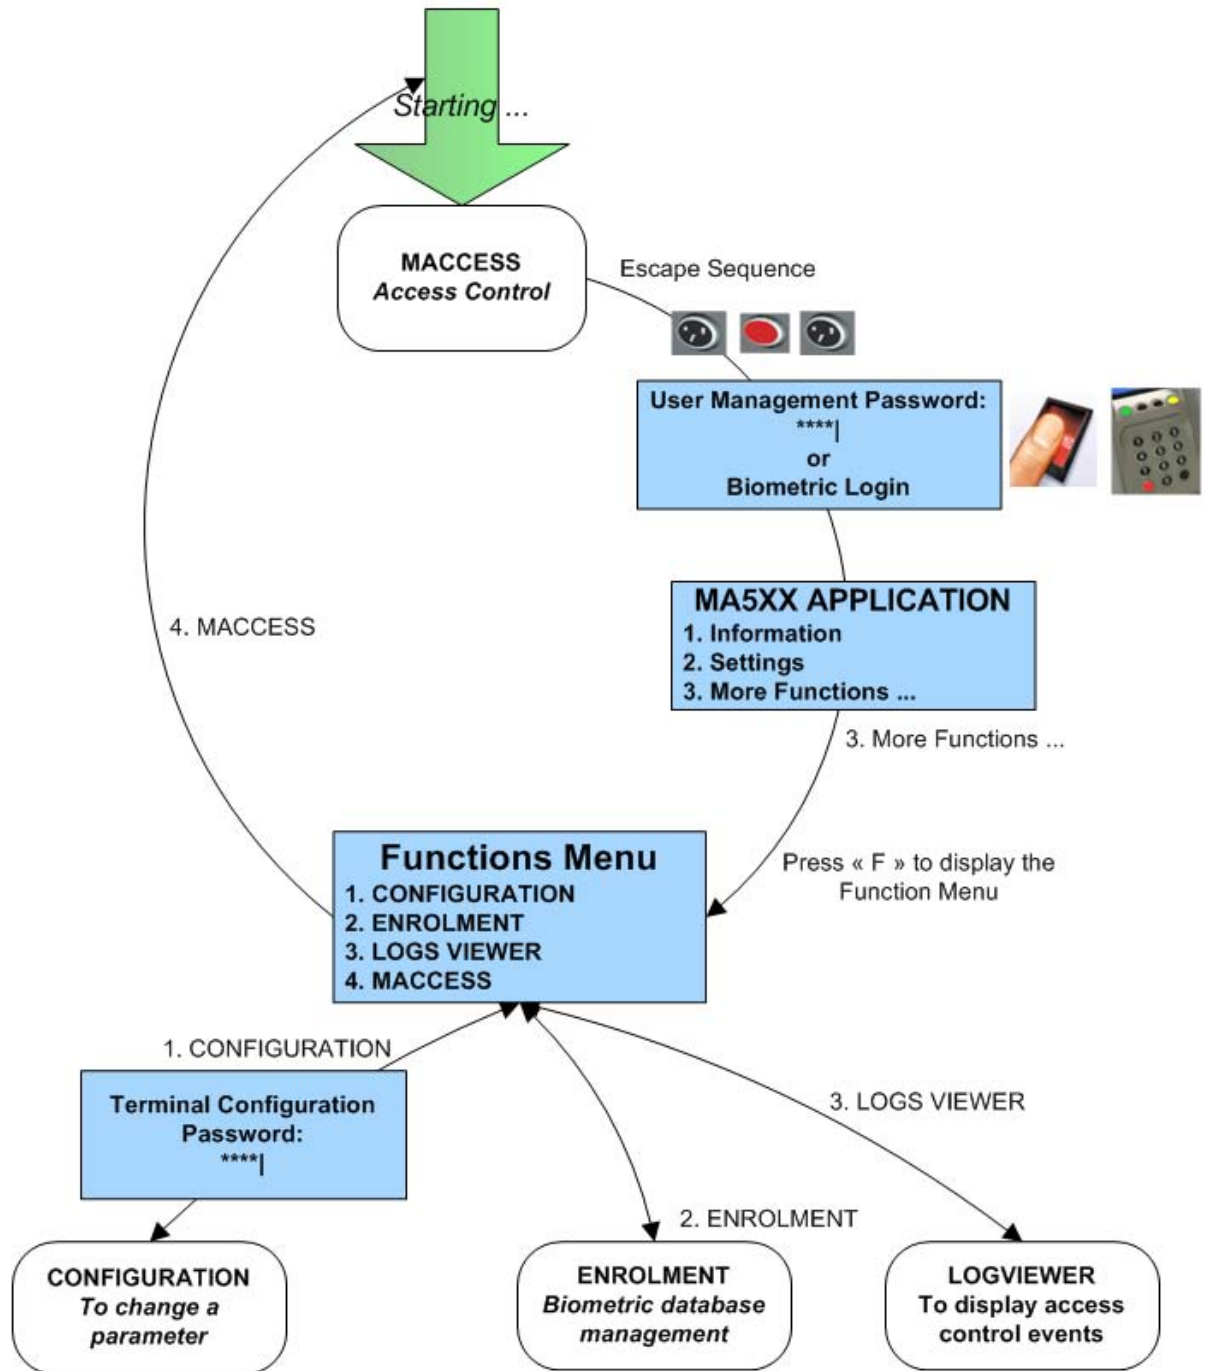 Starting ...
MACCESS
Access Control
Escape Sequence
User Management Password:
****|
or
Biometric Login
MA5XX APPLICATION
1. Information
2. Settings
3. More Functions ...
4. MACCESS
3. More Functions ...
Press « F » to display the
Function Menu
Functions Menu
1. CONFIGURATION
2. ENROLMENT
3. LOGS VIEWER
4. MACCESS
1. CONFIGURATION
Terminal Configuration
Password:
****|
3. LOGS VIEWER
2. ENROLMENT
CONFIGURATION
To change a
parameter
ENROLMENT
Biometric database
management
LOGVIEWER
To display access
control events